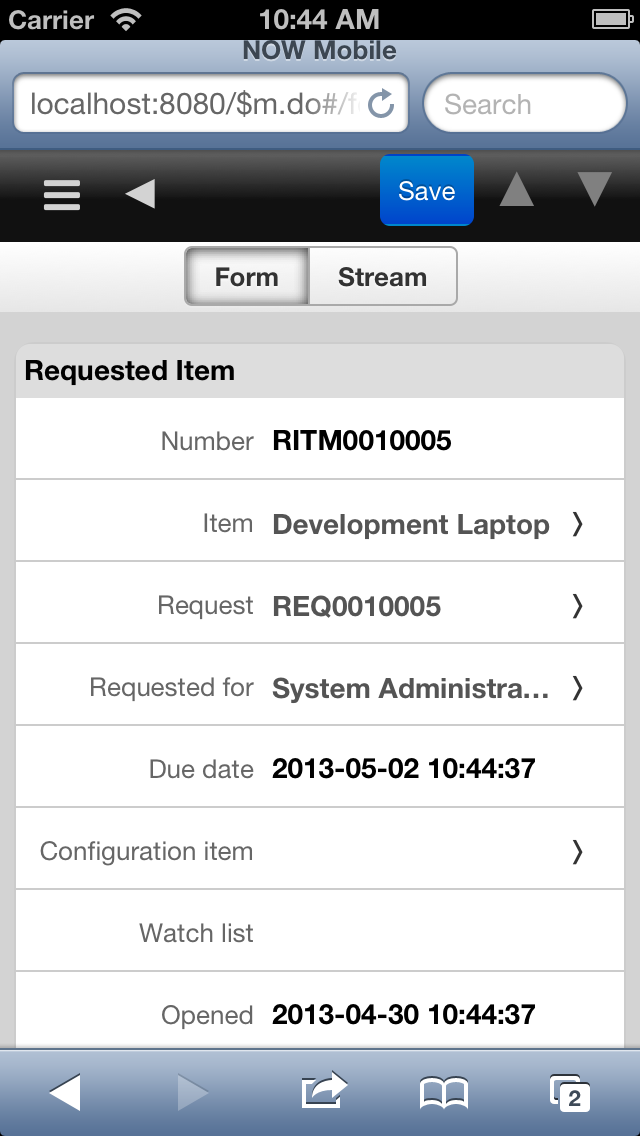 Carrier 10:44 AM
NOW Mobile
localhost:8080/$m.do#/f Search
Save
Form Stream
Requested Item
Number RITM0010005
Item Development Laptop
Request REQ0010005
Requested for System Administra...
Due date 2013-05-02 10:44:37
Configuration item
Watch list
Opened 2013-04-30 10:44:37
2